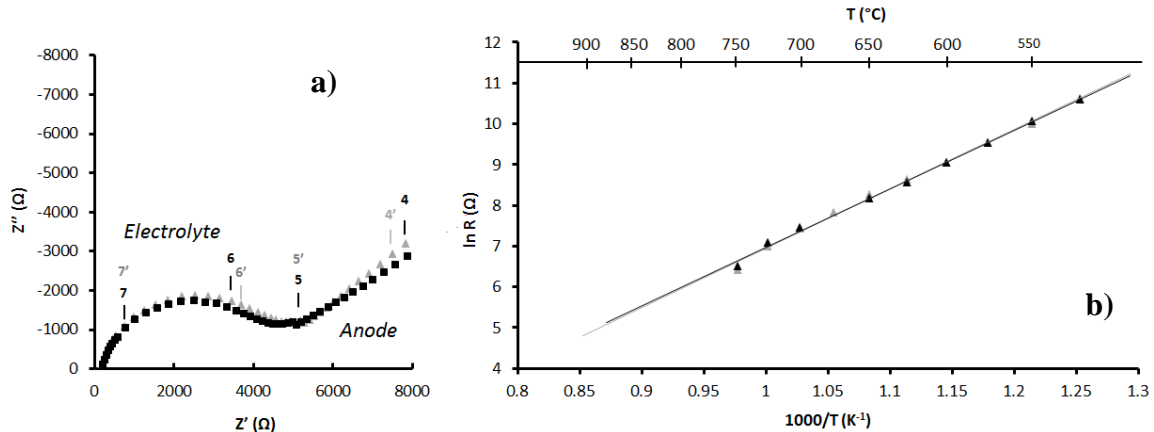 a)
Z'' (Ω)
-8000
-7000
-6000
-5000
-4000
-3000
-2000
-1000
0
Electrolyte
Anode
7'
7
6
6'
5'
5
4'
4
0 2000 4000 6000 8000
Z' (Ω)
T (°C)
900 850 800 750 700 650 600 550
ln R (Ω)
12
11
10
9
8
7
6
5
4
b)
0.8 0.85 0.9 0.95 1 1.05 1.1 1.15 1.2 1.25 1.3
1000/T (K⁻¹)